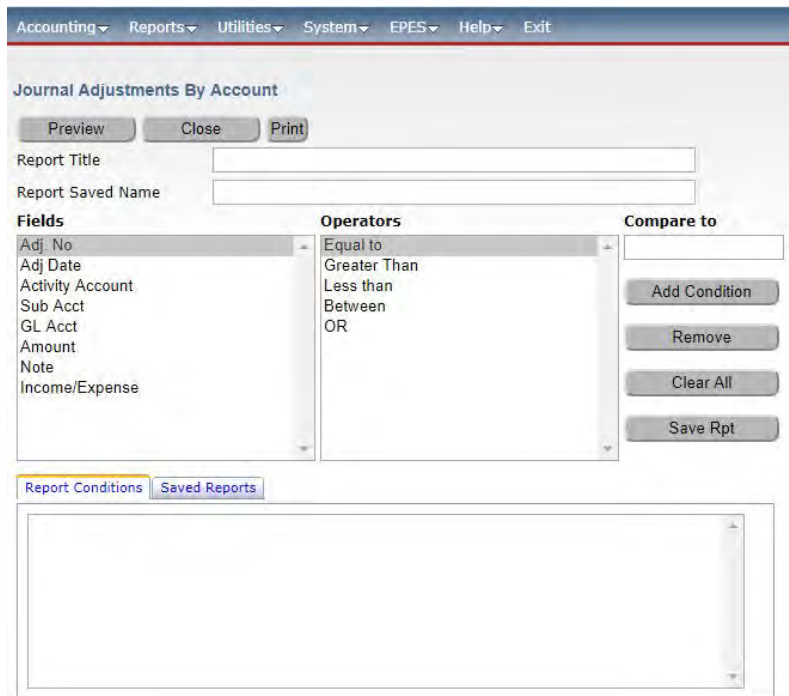 Accounting Reports Utilities System EPES Help Exit
Journal Adjustments By Account
Preview Close Print
Report Title
Report Saved Name
Fields Operators Compare to
Adj. No Equal to
Adj Date Greater Than
Activity Account Less than
Sub Acct Between
GL Acct OR
Amount
Note
Income/Expense
Add Condition
Remove
Clear All
Save Rpt
Report Conditions Saved Reports